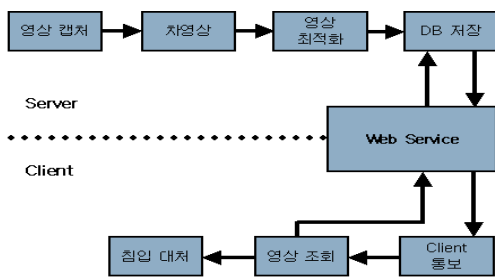 영상 캡처
차영상
영상
최적화
DB 저장
Server
Web Service
Client
침입 대처
영상 조회
Client
통보